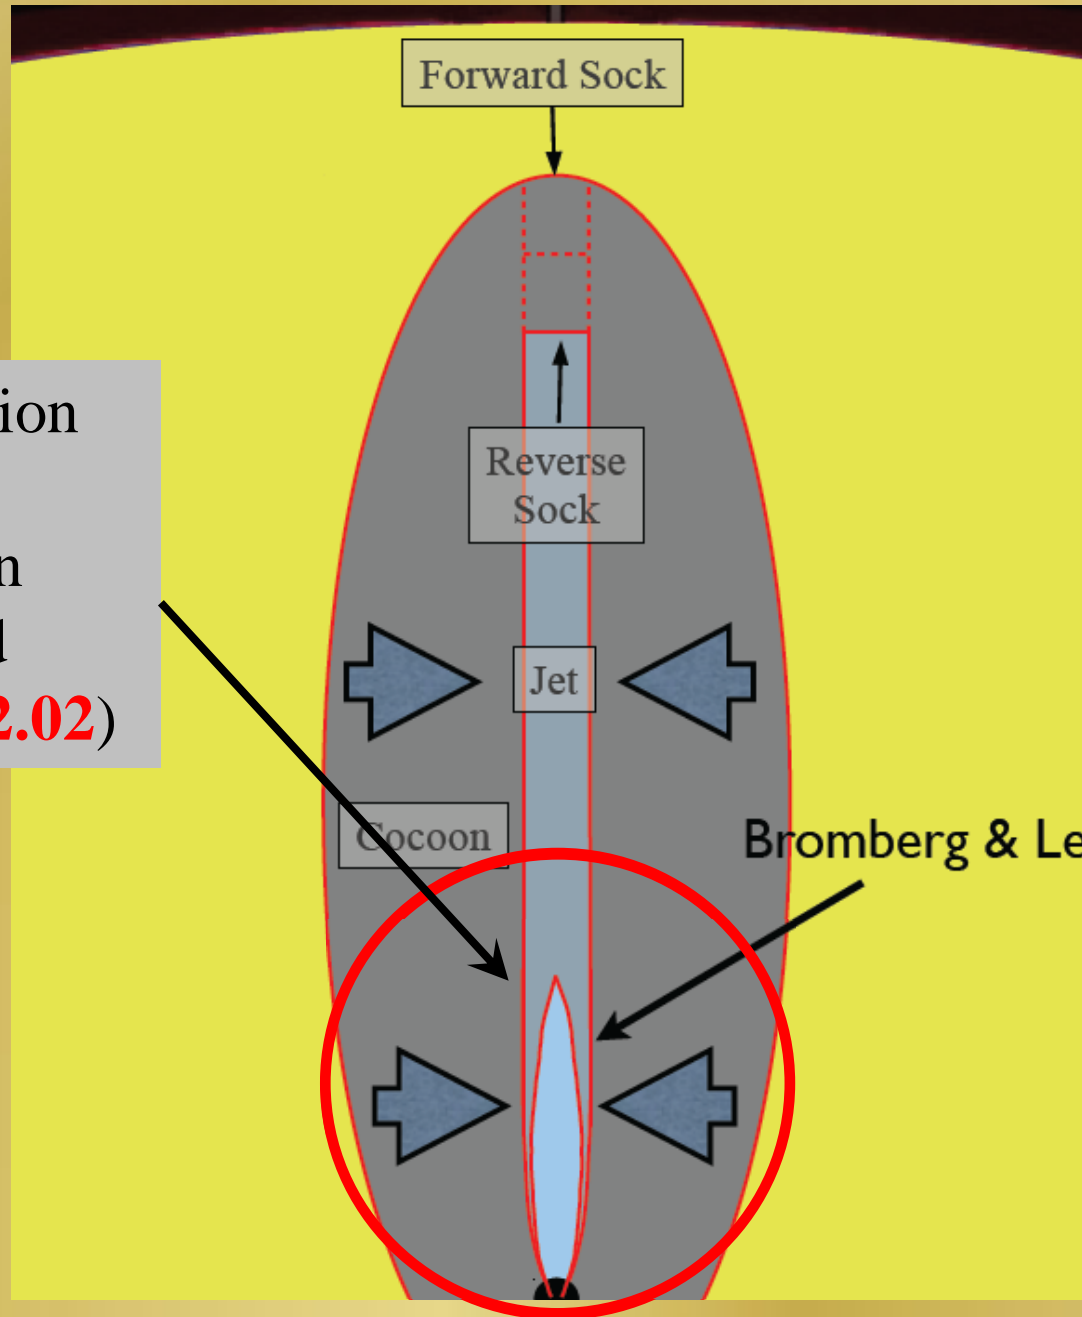 Forward Sock
Reverse
Sock
Jet
Cocoon
Bromberg & Le
ion
n
2.02)